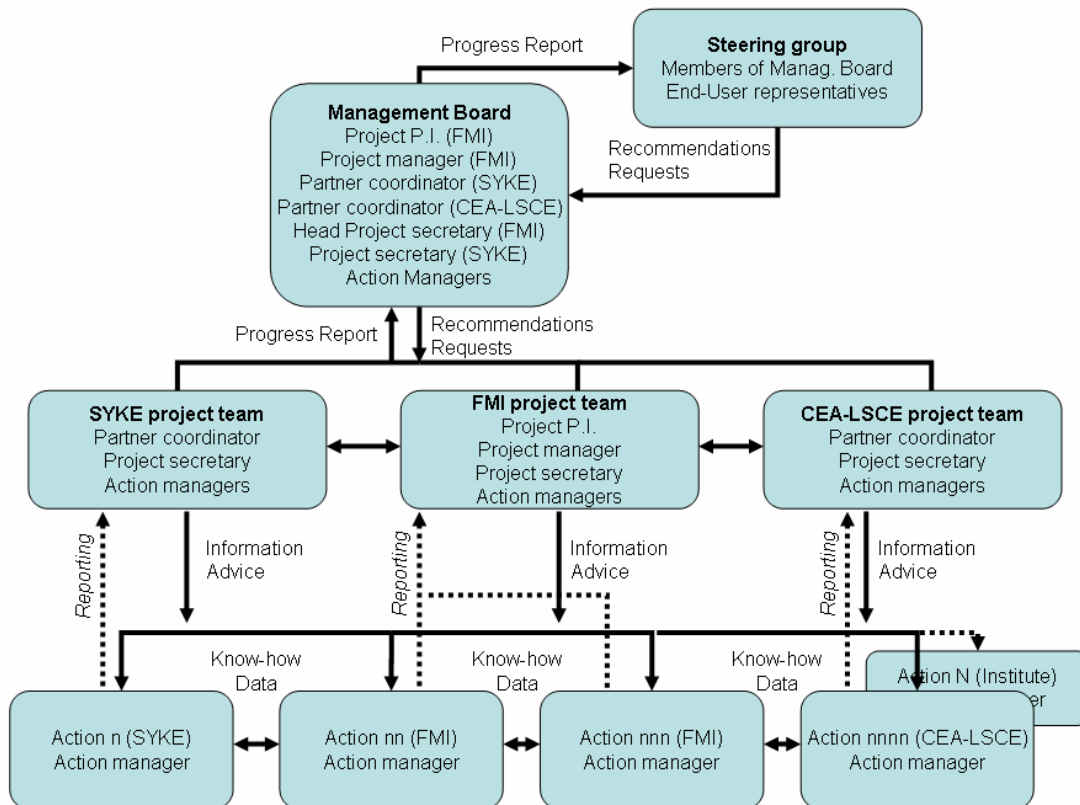 Progress Report
Steering group
Members of Manag. Board
End-User representatives
Management Board
Project P.I. (FMI)
Project manager (FMI)
Partner coordinator (SYKE)
Partner coordinator (CEA-LSCE)
Head Project secretary (FMI)
Project secretary (SYKE)
Action Managers
Recommendations
Requests
Progress Report
Recommendations
Requests
SYKE project team
Partner coordinator
Project secretary
Action managers
FMI project team
Project P.I.
Project manager
Project secretary
Action managers
CEA-LSCE project team
Partner coordinator
Project secretary
Action managers
Reporting
Information
Advice
Reporting
Information
Advice
Reporting
Information
Advice
Know-how
Data
Know-how
Data
Know-how
Data
Action N (Institute)
Action n (SYKE)
Action manager
Action nn (FMI)
Action manager
Action nnn (FMI)
Action manager
Action nnnn (CEA-LSCE)
Action manager